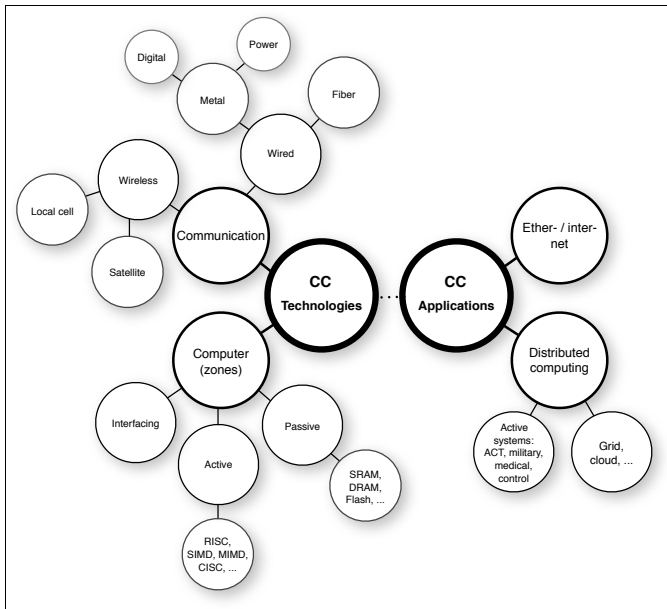 Power
Digital
Fiber
Metal
Wired
Wireless
Local cell
Communication
Ether- / inter-
net
Satellite
CC
Technologies
...
CC
Applications
Computer
(zones)
Distributed
computing
Interfacing
Passive
Active
systems:
ACT, military,
medical,
control
Grid,
cloud, ...
Active
SRAM,
DRAM,
Flash, ...
RISC,
SIMD, MIMD,
CISC, ...